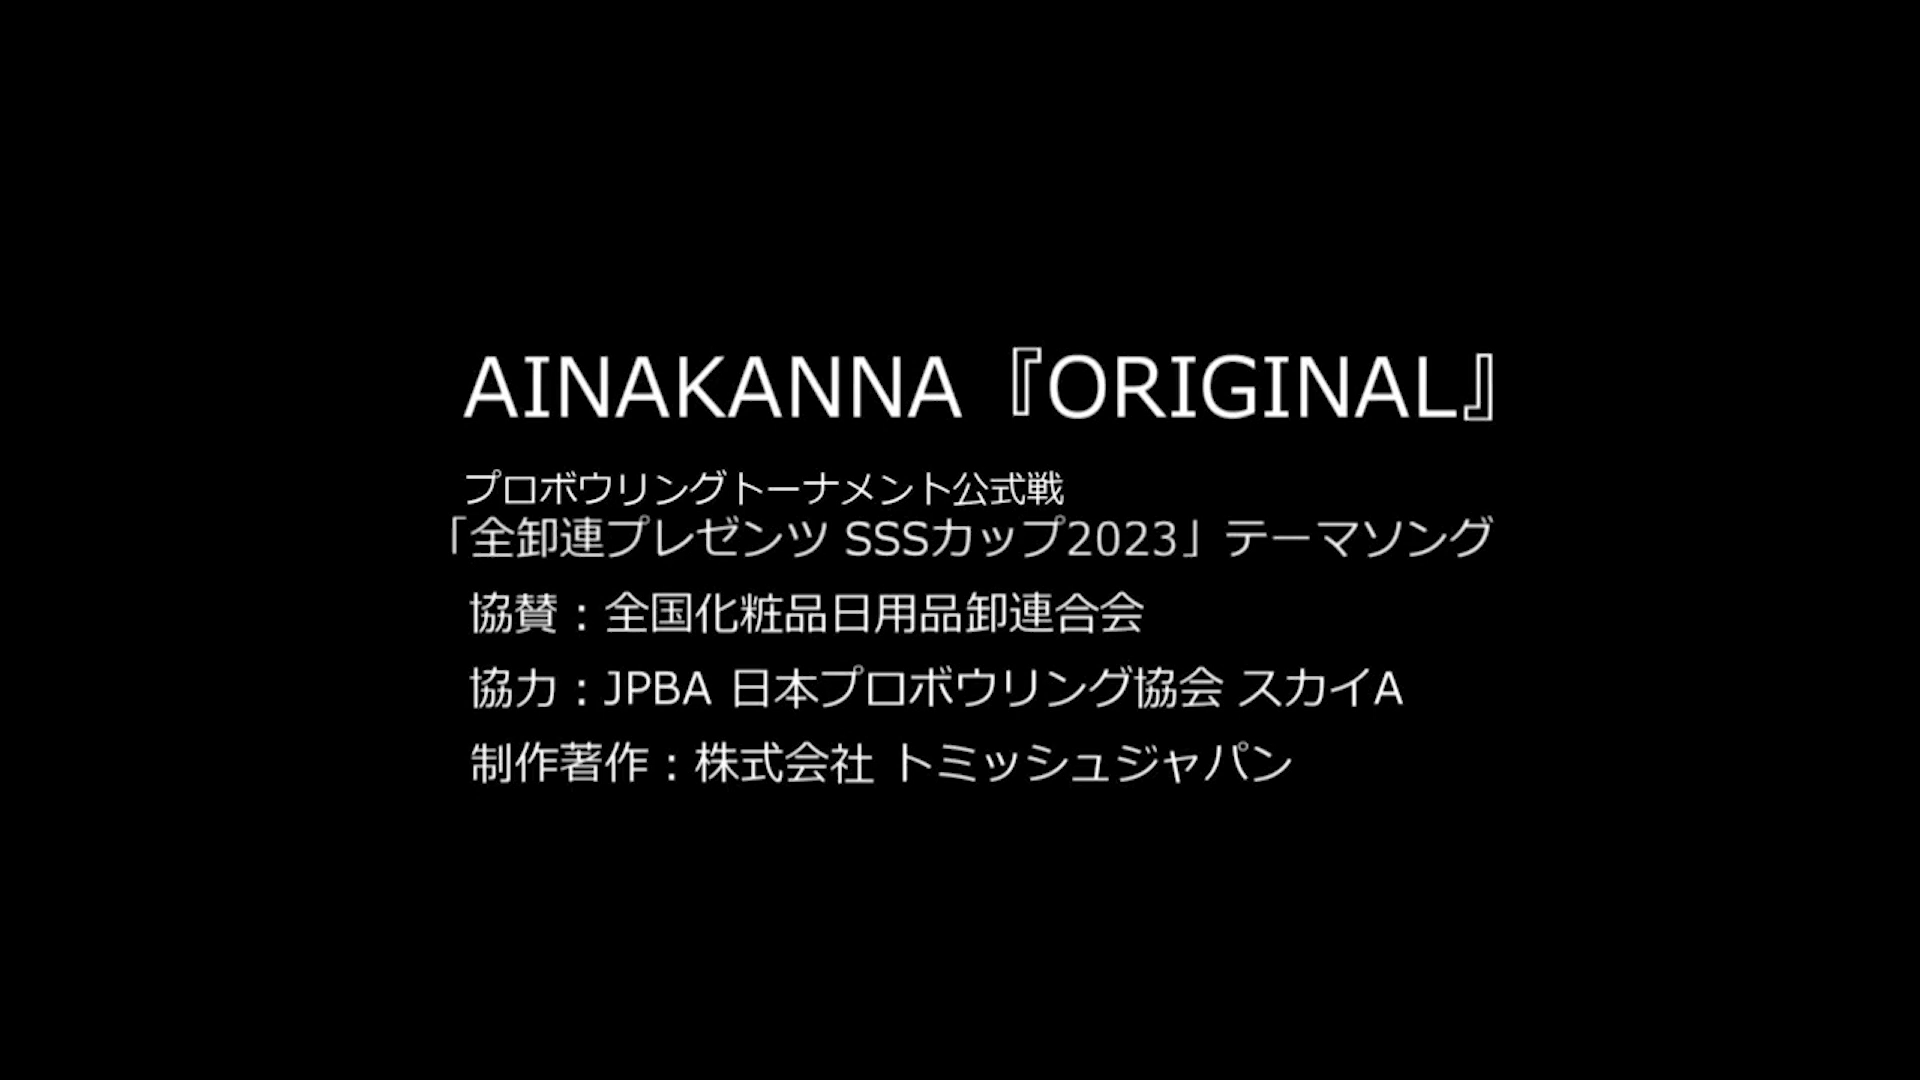 AINAKANNA『ORIGINAL』
プロボウリングトーナメント公式戦
「全卸連プレゼンツ SSSカップ2023」テーマソング
協賛：全国化粧品日用品卸連合会
協力：JPBA 日本プロボウリング協会 スカイA
制作著作：株式会社 トミッシュジャパン